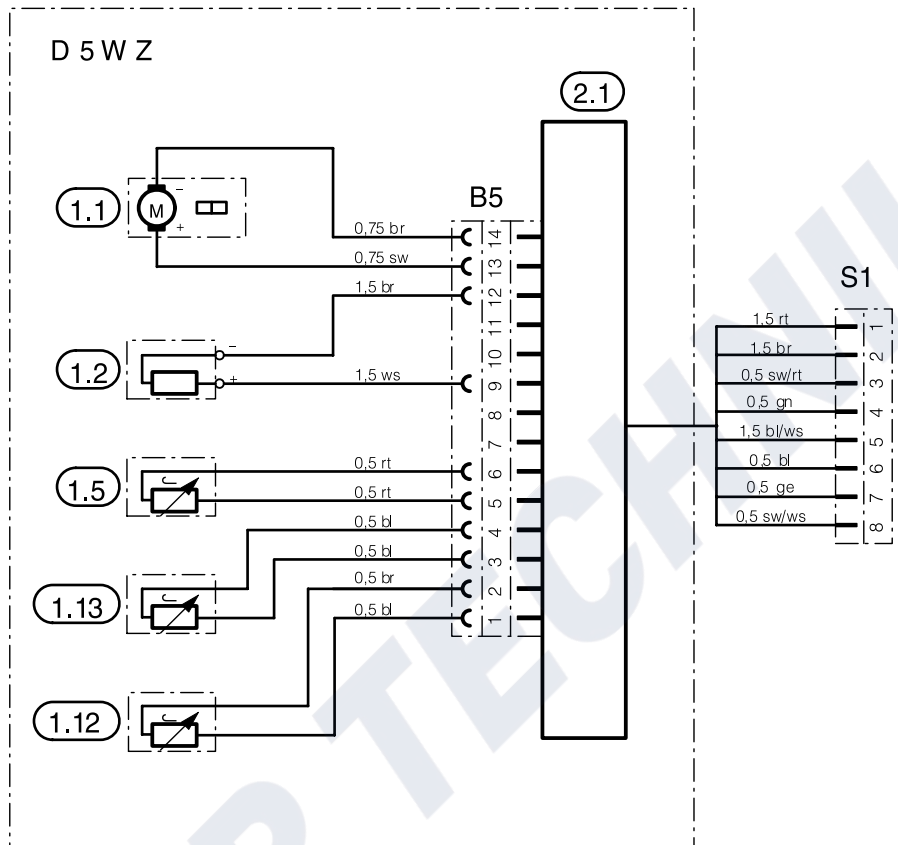 D 5 W Z
2.1
1.1
M
−
+
B5
0,75 br
14
0,75 sw
13
1,5 br
12
11
10
1.2
−
+
1,5 ws
9
8
7
1.5
0,5 rt
6
0,5 rt
5
0,5 bl
4
0,5 bl
3
1.13
0,5 br
2
0,5 bl
1
1.12
S1
1,5 rt
1
1,5 br
2
0,5 sw/rt
3
0,5 gn
4
1,5 bl/ws
5
0,5 bl
6
0,5 ge
7
0,5 sw/ws
8
TECHNI